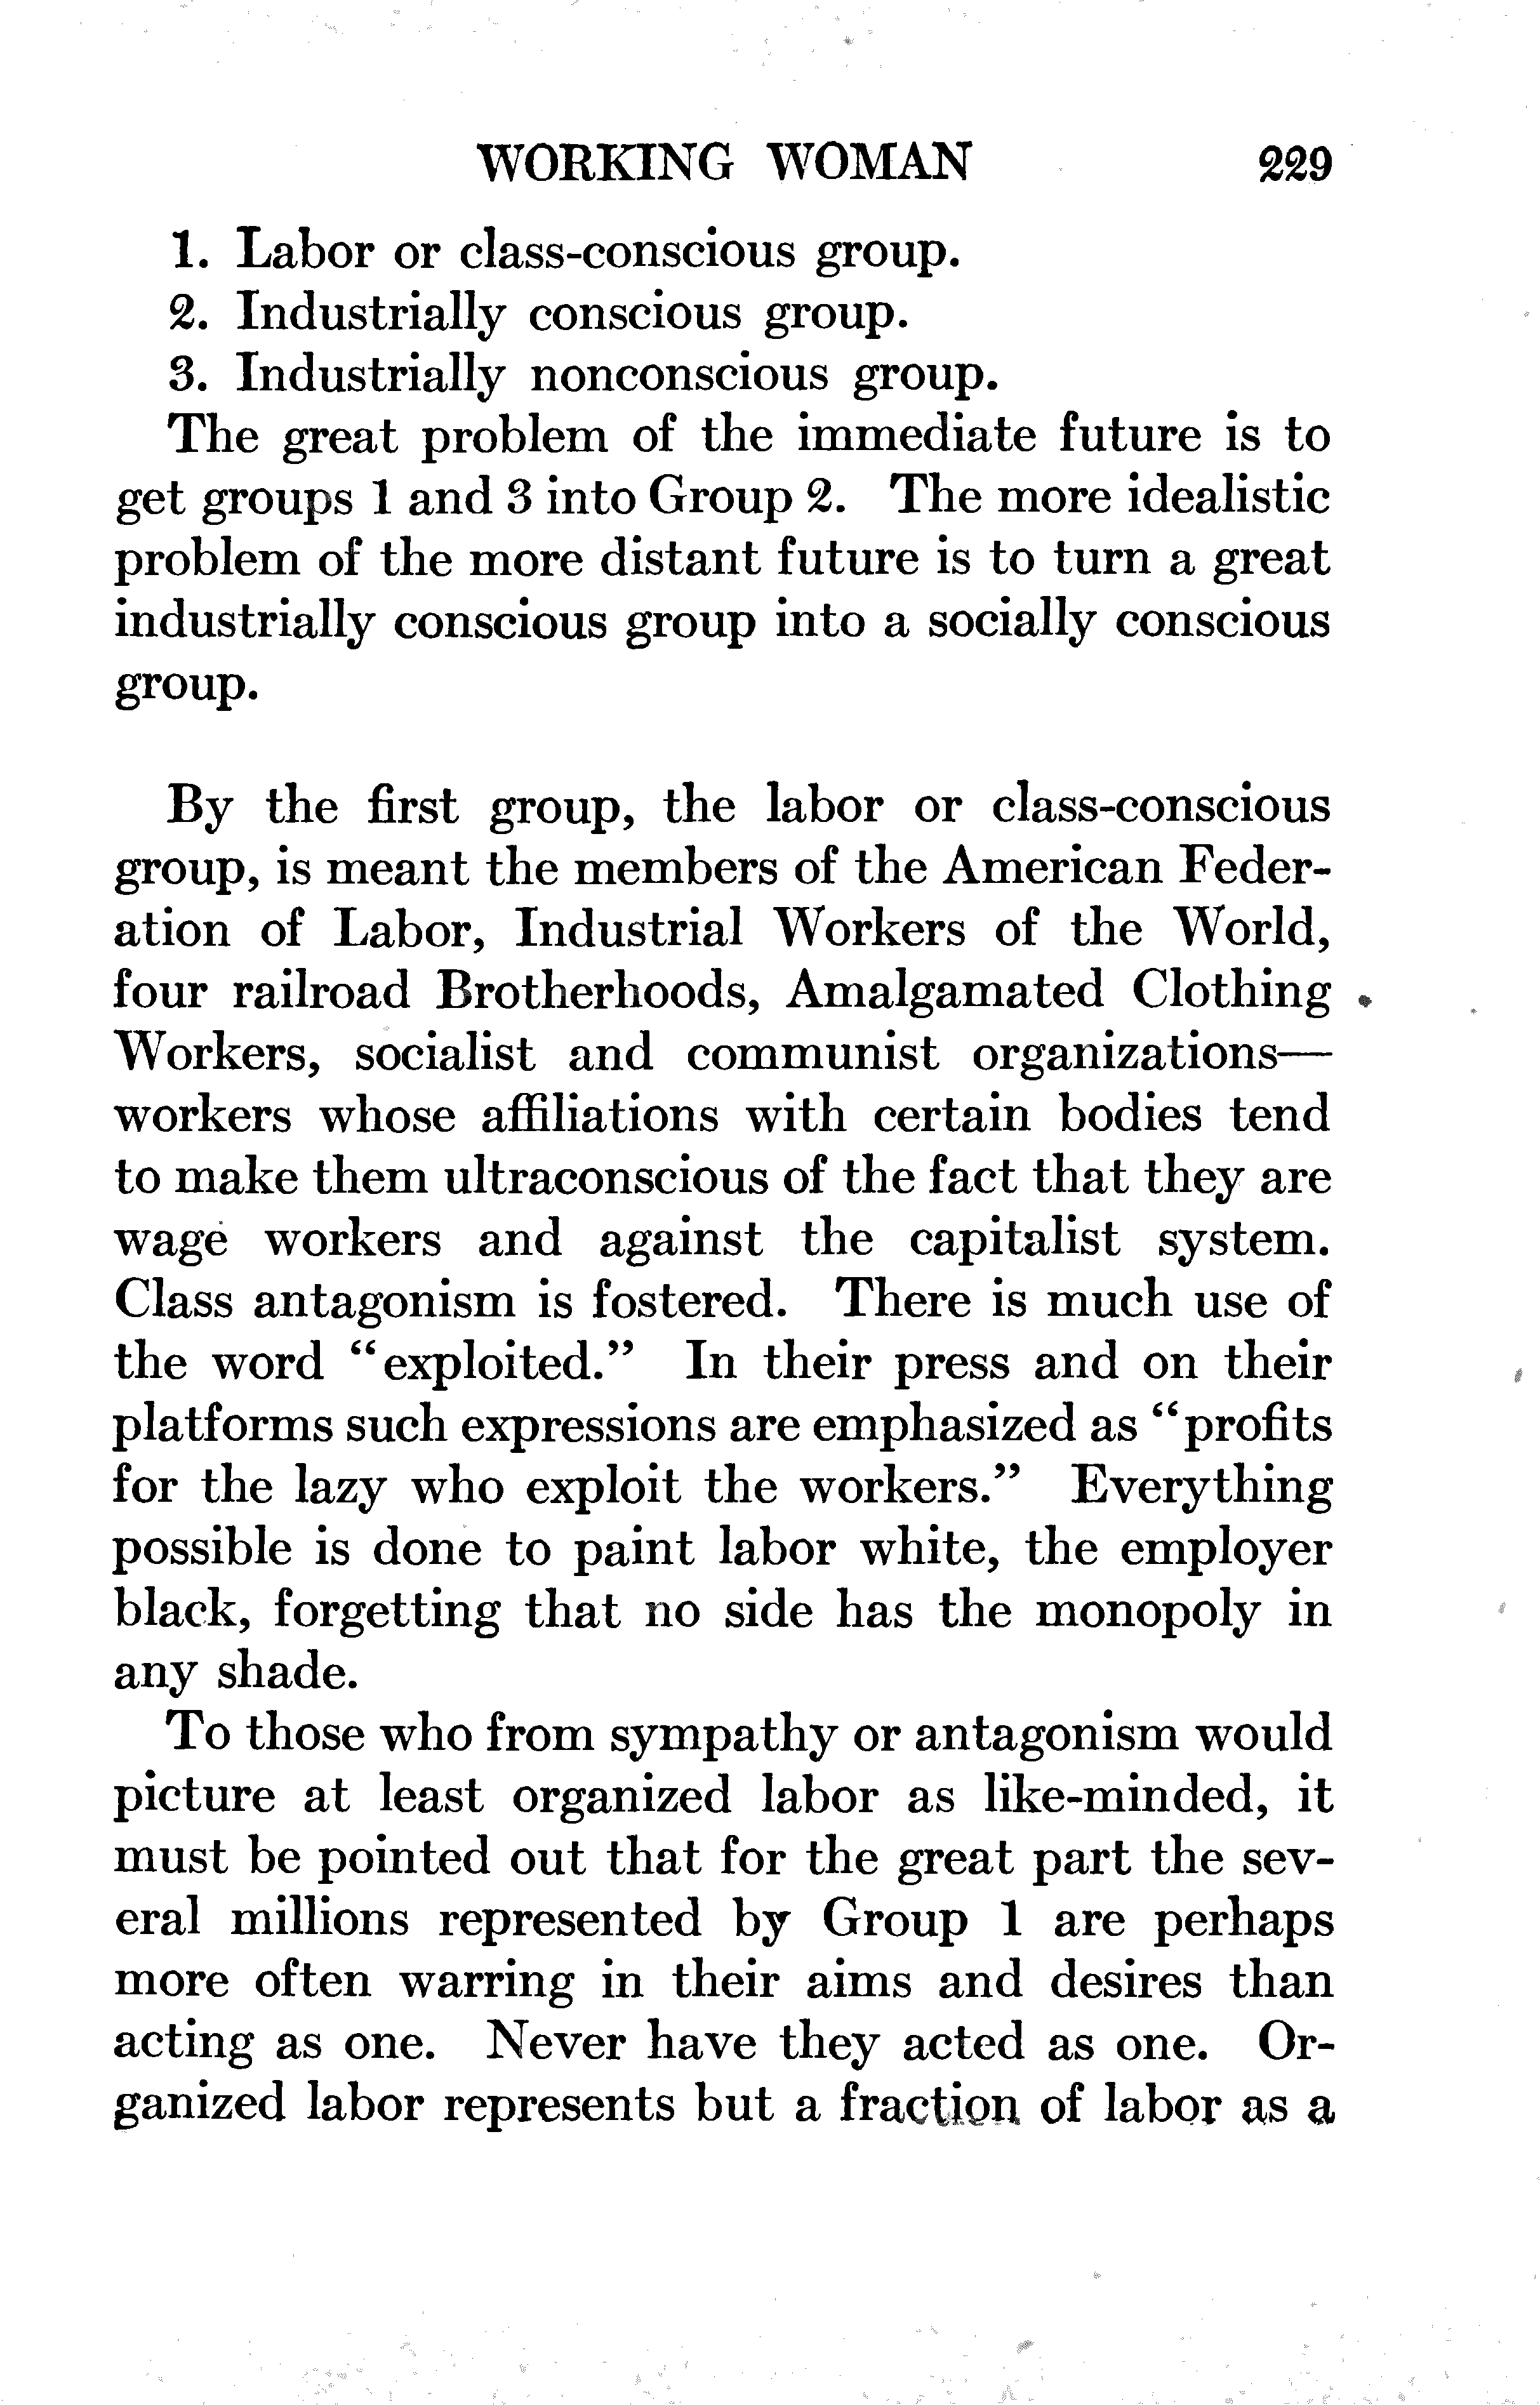 WORKING WOMAN 229
1. Labor or class-conscious group.
2. Industrially conscious group.
3. Industrially nonconscious group.
The great problem of the immediate future is to
get groups 1 and 3 into Group 2. The more idealistic
problem of the more distant future is to turn a great
industrially conscious group into a socially conscious
group.
By the first group, the labor or class-conscious
group, is meant the members of the American Feder-
ation of Labor, Industrial Workers of the World,
four railroad Brotherhoods, Amalgamated Clothing
Workers, socialist and communist organizations—
workers whose affiliations with certain bodies tend
to make them ultraconscious of the fact that they are
wage workers and against the capitalist system.
Class antagonism is fostered. There is much use of
the word “exploited.” In their press and on their
platforms such expressions are emphasized as “profits
for the lazy who exploit the workers.” Everything
possible is done to paint labor white, the employer
black, forgetting that no side has the monopoly in
any shade.
To those who from sympathy or antagonism would
picture at least organized labor as like-minded, it
must be pointed out that for the great part the sev-
eral millions represented by Group 1 are perhaps
more often warring in their aims and desires than
acting as one. Never have they acted as one. Or-
ganized labor represents but a fraction of labor as a